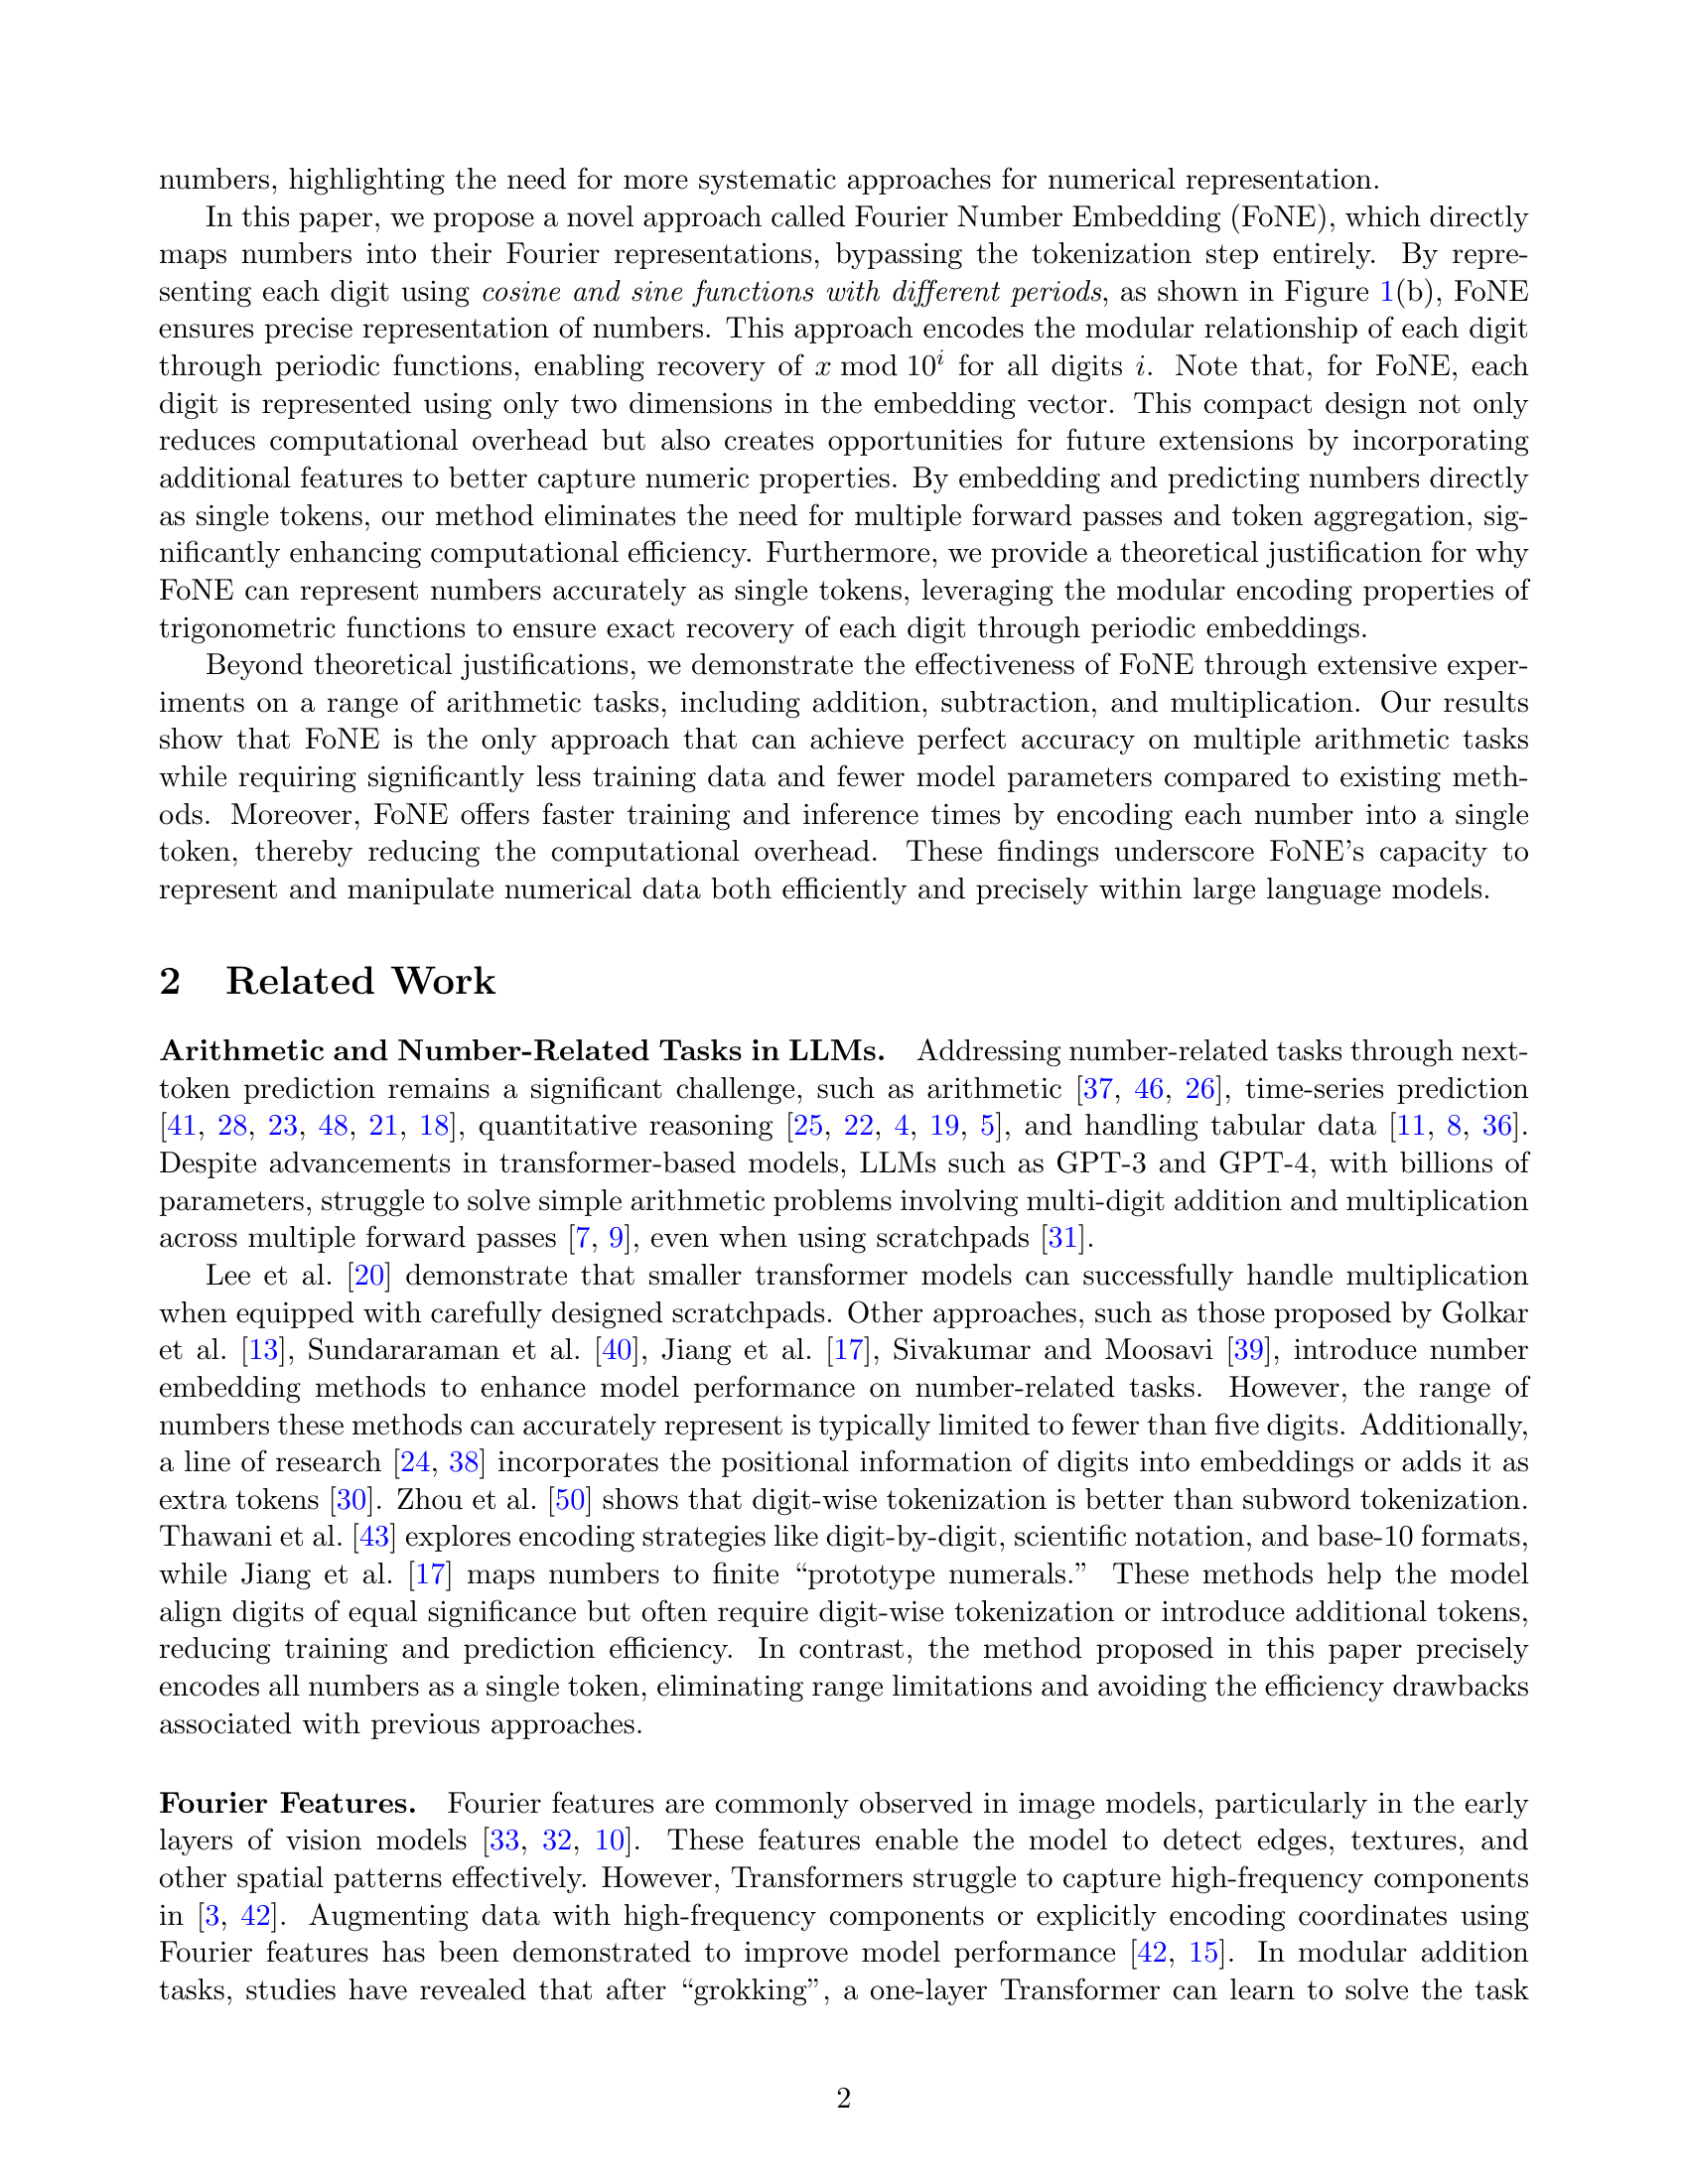 numbers, highlighting the need for more systematic approaches for numerical representation.
In this paper, we propose a novel approach called Fourier Number Embedding (FoNE), which directly
maps numbers into their Fourier representations, bypassing the tokenization step entirely. By repre-
senting each digit using cosine and sine functions with different periods, as shown in Figure 1(b), FoNE
ensures precise representation of numbers. This approach encodes the modular relationship of each digit
through periodic functions, enabling recovery of x mod 10^i for all digits i. Note that, for FoNE, each
digit is represented using only two dimensions in the embedding vector. This compact design not only
reduces computational overhead but also creates opportunities for future extensions by incorporating
additional features to better capture numeric properties. By embedding and predicting numbers directly
as single tokens, our method eliminates the need for multiple forward passes and token aggregation, sig-
nificantly enhancing computational efficiency. Furthermore, we provide a theoretical justification for why
FoNE can represent numbers accurately as single tokens, leveraging the modular encoding properties of
trigonometric functions to ensure exact recovery of each digit through periodic embeddings.
Beyond theoretical justifications, we demonstrate the effectiveness of FoNE through extensive exper-
iments on a range of arithmetic tasks, including addition, subtraction, and multiplication. Our results
show that FoNE is the only approach that can achieve perfect accuracy on multiple arithmetic tasks
while requiring significantly less training data and fewer model parameters compared to existing meth-
ods. Moreover, FoNE offers faster training and inference times by encoding each number into a single
token, thereby reducing the computational overhead. These findings underscore FoNE's capacity to
represent and manipulate numerical data both efficiently and precisely within large language models.
2 Related Work
Arithmetic and Number-Related Tasks in LLMs. Addressing number-related tasks through next-
token prediction remains a significant challenge, such as arithmetic [37, 46, 26], time-series prediction
[41, 28, 23, 48, 21, 18], quantitative reasoning [25, 22, 4, 19, 5], and handling tabular data [11, 8, 36].
Despite advancements in transformer-based models, LLMs such as GPT-3 and GPT-4, with billions of
parameters, struggle to solve simple arithmetic problems involving multi-digit addition and multiplication
across multiple forward passes [7, 9], even when using scratchpads [31].
Lee et al. [20] demonstrate that smaller transformer models can successfully handle multiplication
when equipped with carefully designed scratchpads. Other approaches, such as those proposed by Golkar
et al. [13], Sundararaman et al. [40], Jiang et al. [17], Sivakumar and Moosavi [39], introduce number
embedding methods to enhance model performance on number-related tasks. However, the range of
numbers these methods can accurately represent is typically limited to fewer than five digits. Additionally,
a line of research [24, 38] incorporates the positional information of digits into embeddings or adds it as
extra tokens [30]. Zhou et al. [50] shows that digit-wise tokenization is better than subword tokenization.
Thawani et al. [43] explores encoding strategies like digit-by-digit, scientific notation, and base-10 formats,
while Jiang et al. [17] maps numbers to finite “prototype numerals.” These methods help the model
align digits of equal significance but often require digit-wise tokenization or introduce additional tokens,
reducing training and prediction efficiency. In contrast, the method proposed in this paper precisely
encodes all numbers as a single token, eliminating range limitations and avoiding the efficiency drawbacks
associated with previous approaches.
Fourier Features. Fourier features are commonly observed in image models, particularly in the early
layers of vision models [33, 32, 10]. These features enable the model to detect edges, textures, and
other spatial patterns effectively. However, Transformers struggle to capture high-frequency components
in [3, 42]. Augmenting data with high-frequency components or explicitly encoding coordinates using
Fourier features has been demonstrated to improve model performance [42, 15]. In modular addition
tasks, studies have revealed that after “grokking”, a one-layer Transformer can learn to solve the task
2